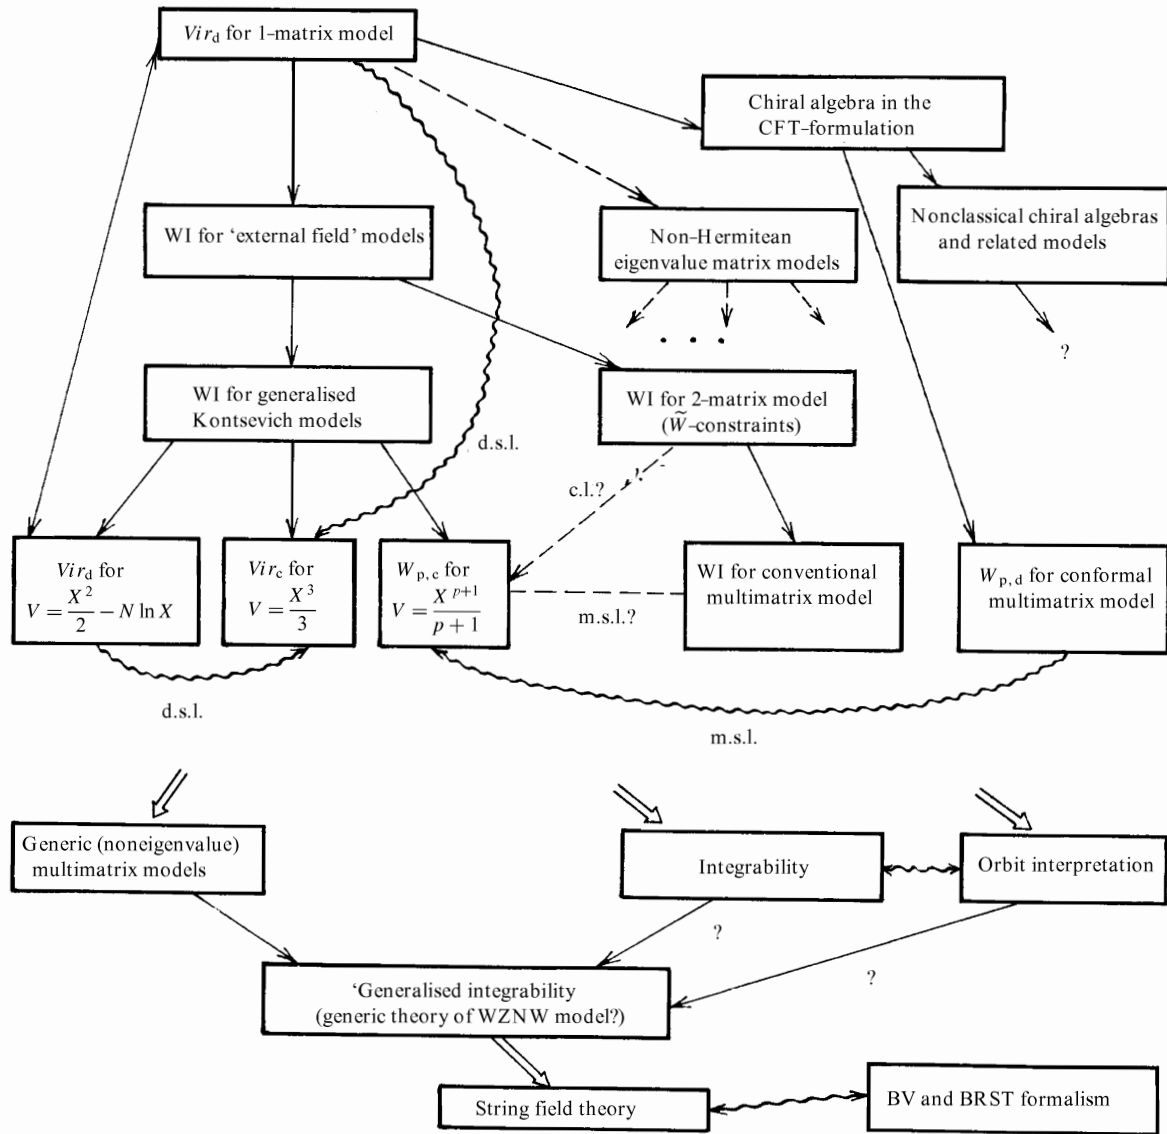 Vir_d for 1-matrix model
Chiral algebra in the
CFT-formulation
WI for 'external field' models
Non-Hermitean
eigenvalue matrix models
Nonclassical chiral algebras
and related models
. . .
?
WI for generalised
Kontsevich models
WI for 2-matrix model
(W̃-constraints)
d.s.l.
c.l.?
Vir_d for
V = X^2/2 − N ln X
Vir_c for
V = X^3/3
W_{p,c} for
V = X^{p+1}/(p + 1)
m.s.l.?
WI for conventional
multimatrix model
W_{p,d} for conformal
multimatrix model
d.s.l.
m.s.l.
Generic (noneigenvalue)
multimatrix models
Integrability
Orbit interpretation
?
?
'Generalised integrability
(generic theory of WZNW model?)
String field theory
BV and BRST formalism